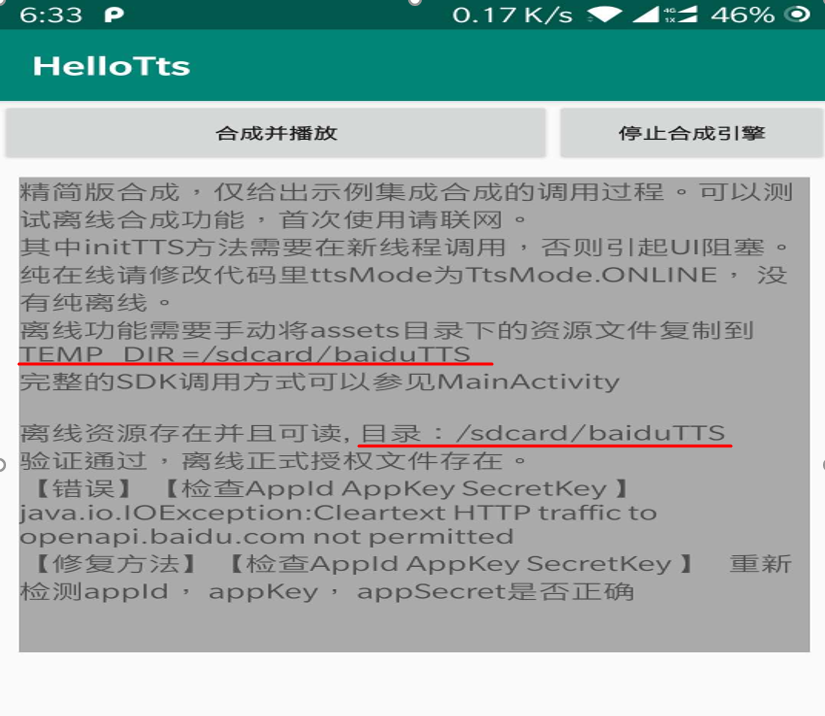 6:33 0.17 K/s 4G 1X 46%
HelloTts
合成并播放 停止合成引擎
精简版合成，仅给出示例集成合成的调用过程。可以测
试离线合成功能，首次使用请联网。
其中initTTS方法需要在新线程调用，否则引起UI阻塞。
纯在线请修改代码里ttsMode为TtsMode.ONLINE， 没
有纯离线。
离线功能需要手动将assets目录下的资源文件复制到
TEMP_DIR =/sdcard/baiduTTS
完整的SDK调用方式可以参见MainActivity
离线资源存在并且可读, 目录：/sdcard/baiduTTS
验证通过，离线正式授权文件存在。
【错误】【检查AppId AppKey SecretKey 】
java.io.IOException:Cleartext HTTP traffic to
openapi.baidu.com not permitted
【修复方法】【检查AppId AppKey SecretKey 】 重新
检测appId， appKey， appSecret是否正确